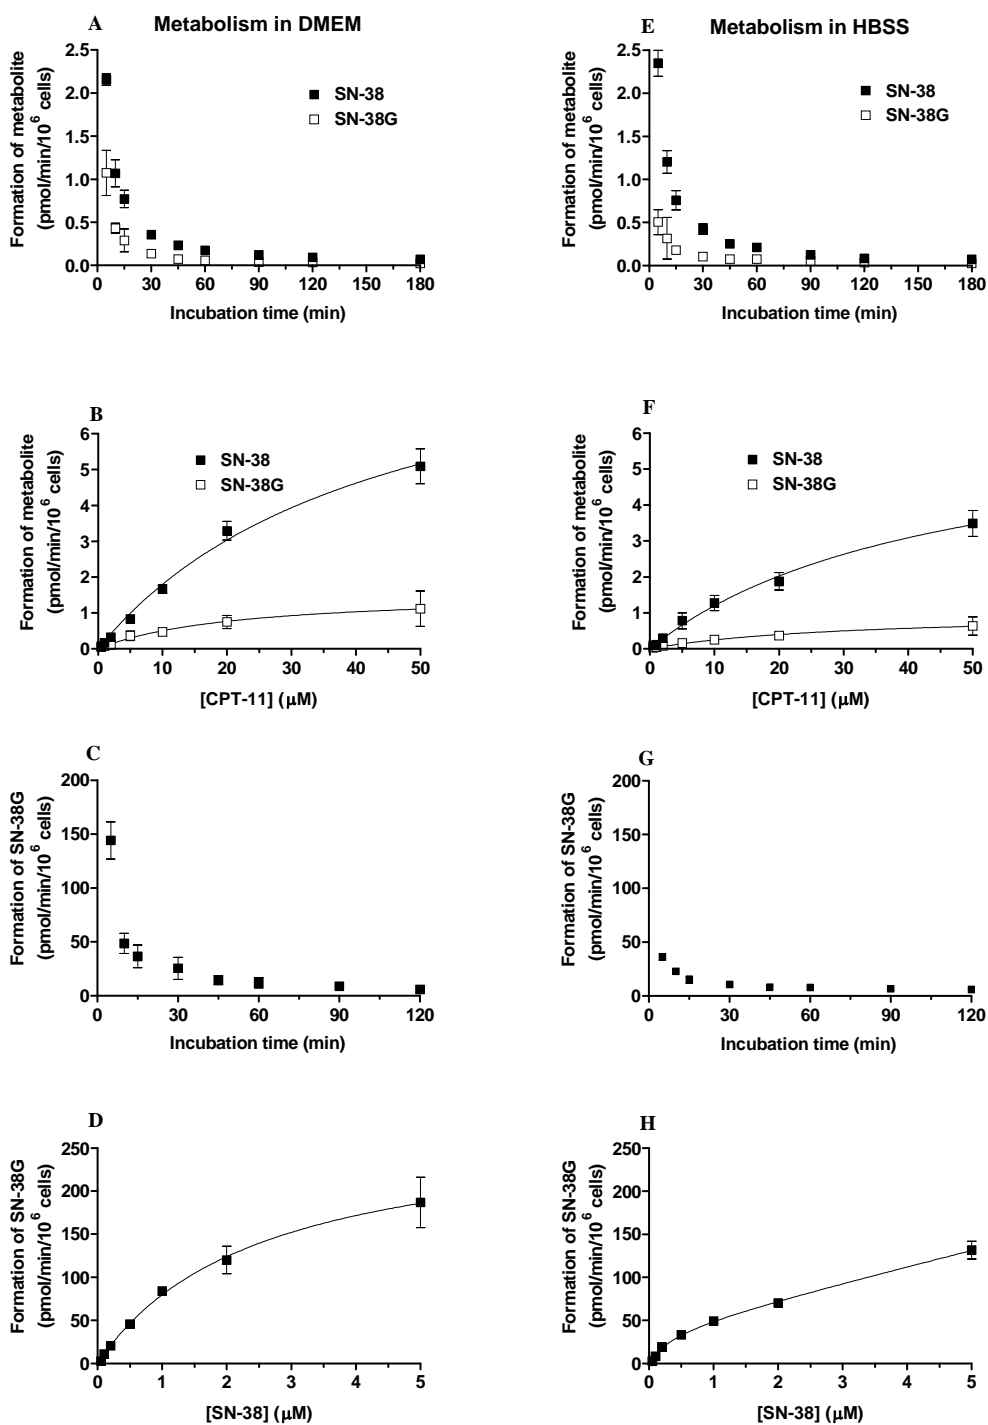 A
Metabolism in DMEM
Formation of metabolite
(pmol/min/10^6 cells)
2.5
2.0
1.5
1.0
0.5
0.0
SN-38
SN-38G
0 30 60 90 120 150 180
Incubation time (min)
E
Metabolism in HBSS
Formation of metabolite
(pmol/min/10^6 cells)
2.5
2.0
1.5
1.0
0.5
0.0
SN-38
SN-38G
0 30 60 90 120 150 180
Incubation time (min)
B
Formation of metabolite
(pmol/min/10^6 cells)
6
5
4
3
2
1
0
SN-38
SN-38G
0 10 20 30 40 50
[CPT-11] (μM)
F
Formation of metabolite
(pmol/min/10^6 cells)
6
5
4
3
2
1
0
SN-38
SN-38G
0 10 20 30 40 50
[CPT-11] (μM)
C
Formation of SN-38G
(pmol/min/10^6 cells)
200
150
100
50
0
0 30 60 90 120
Incubation time (min)
G
Formation of SN-38G
(pmol/min/10^6 cells)
200
150
100
50
0
0 30 60 90 120
Incubation time (min)
D
Formation of SN-38G
(pmol/min/10^6 cells)
250
200
150
100
50
0
0 1 2 3 4 5
[SN-38] (μM)
H
Formation of SN-38G
(pmol/min/10^6 cells)
250
200
150
100
50
0
0 1 2 3 4 5
[SN-38] (μM)